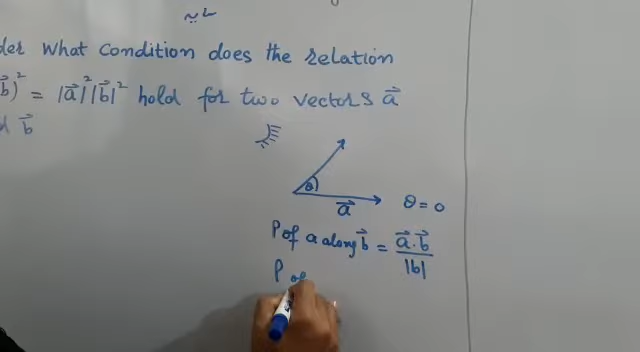 der What condition does the relation
b⃗)² = |a⃗|²|b⃗|² hold for two vectors a⃗
b⃗
θ
a⃗
θ = 0
P of a along b⃗ = a⃗.b⃗ / |b|
P of